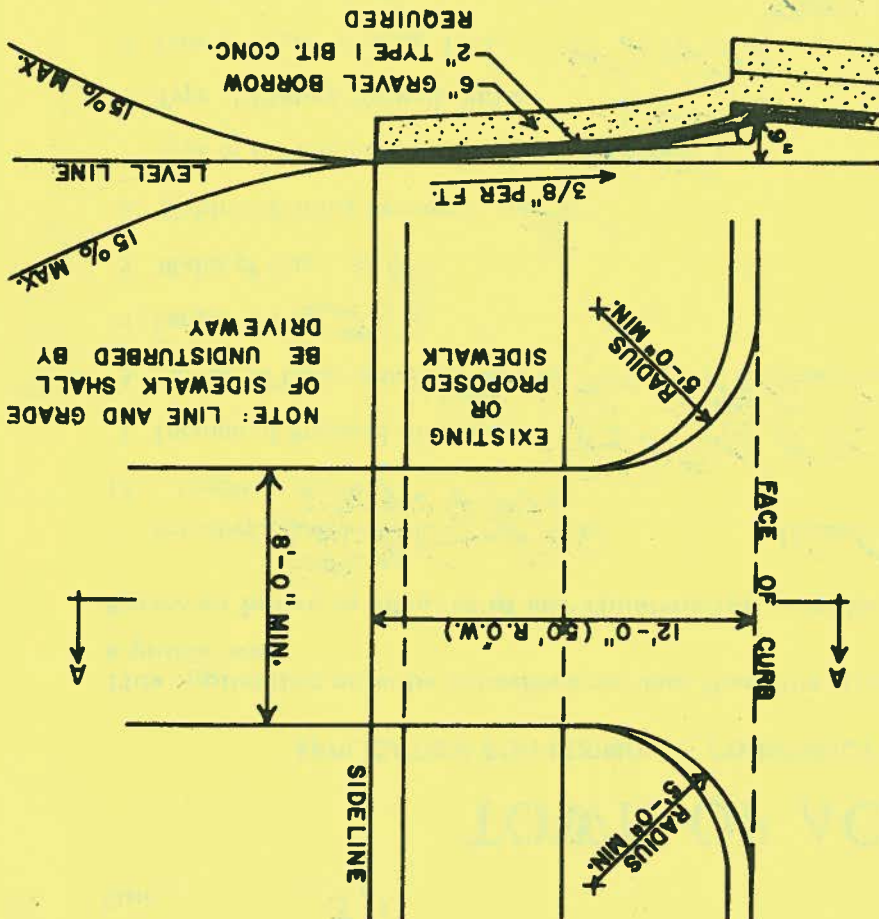 RADIUS
5'-0" MIN.
SIDELINE
A
A
12'-0" (50' R.O.W.)
8'-0" MIN.
FACE OF CURB
RADIUS
5'-0" MIN.
EXISTING
OR
PROPOSED
SIDEWALK
NOTE: LINE AND GRADE
OF SIDEWALK SHALL
BE UNDISTURBED BY
DRIVEWAY
15% MAX.
3/8" PER FT.
LEVEL LINE
15% MAX.
6" GRAVEL BORROW
2" TYPE I BIT. CONC.
REQUIRED